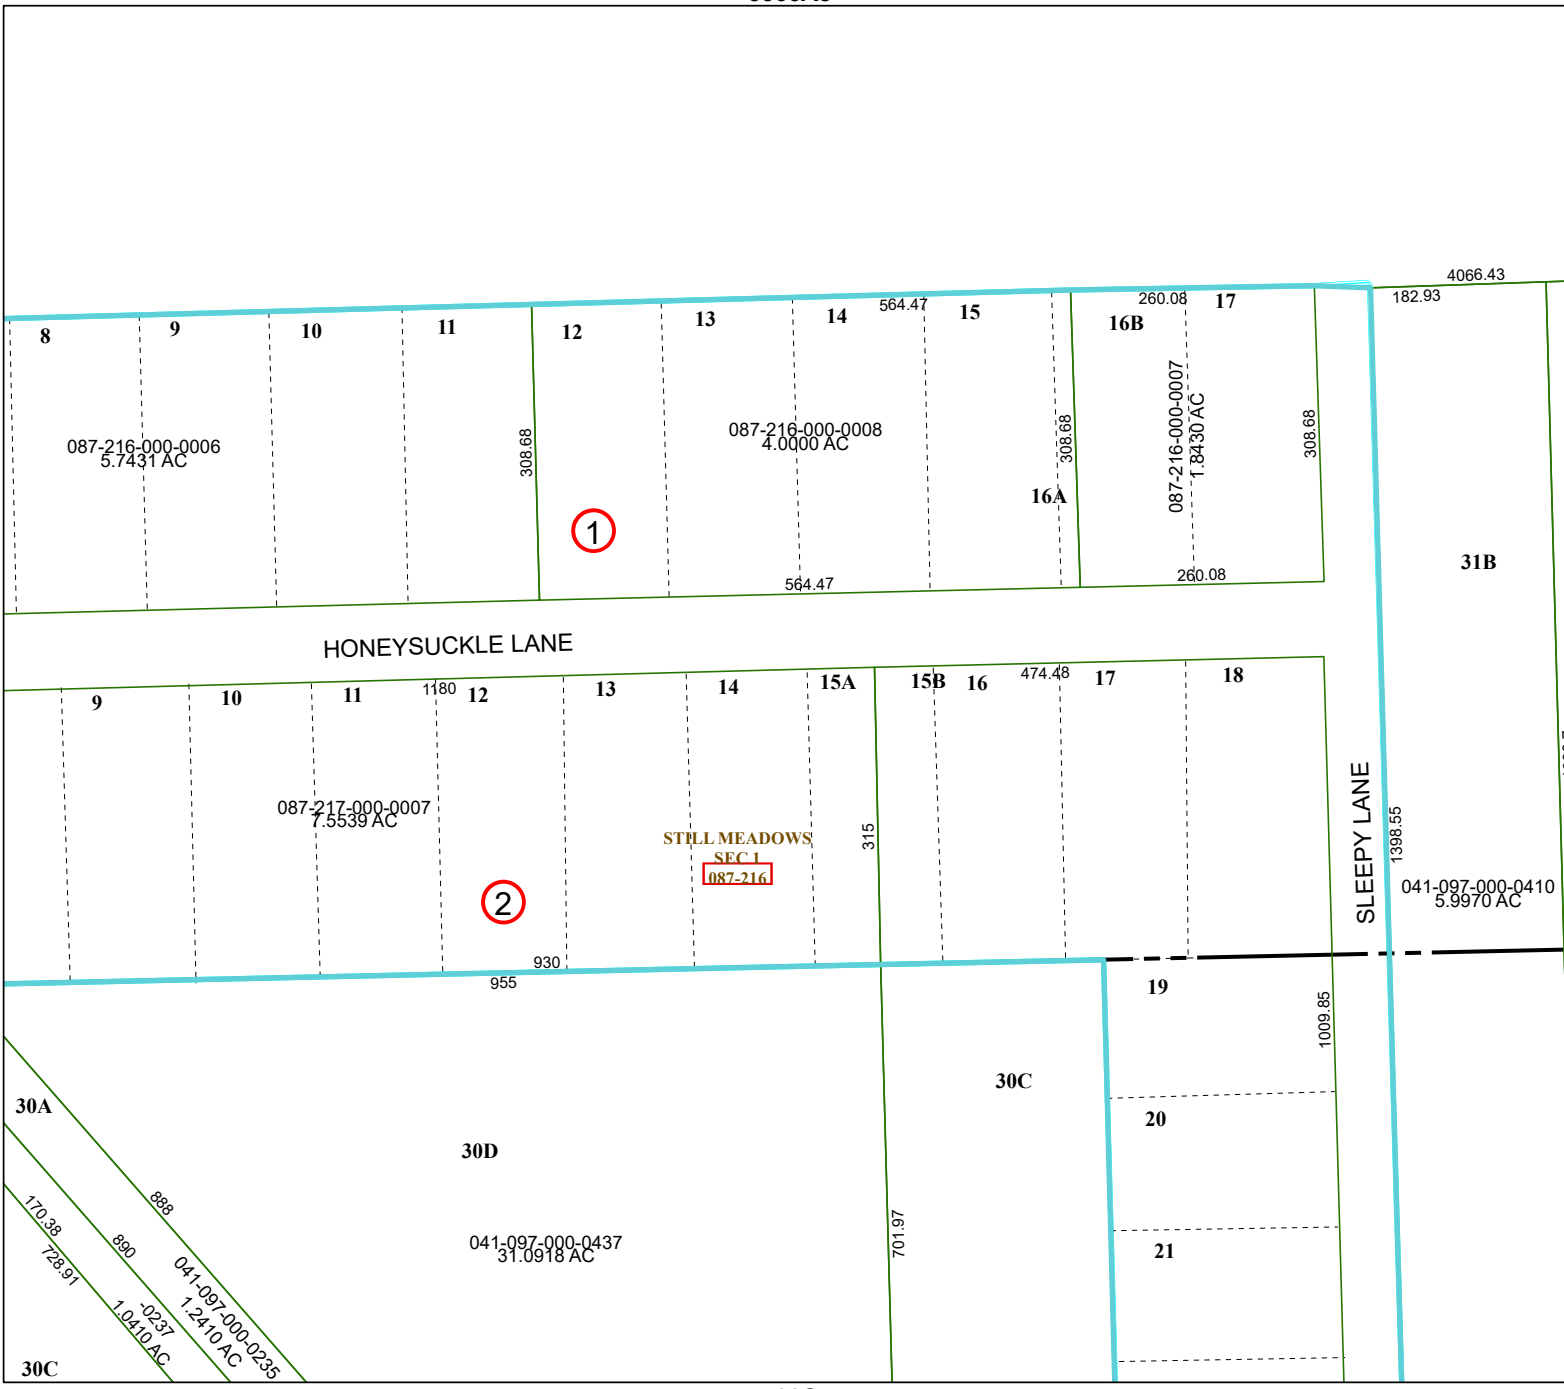 4066.43
182.93
564.47
260.08
8
9
10
11
12
13
14
15
16B
17
087-216-000-0006
5.7431 AC
308.68
087-216-000-0008
4.0000 AC
308.68
087-216-000-0007
1.8430 AC
308.68
16A
1
31B
564.47
260.08
HONEYSUCKLE LANE
9
10
11
1180
12
13
14
15A
15B
16
474.48
17
18
087-217-000-0007
7.5539 AC
STILL MEADOWS
SEC 1
087-216
315
SLEEPY LANE
1398.55
041-097-000-0410
5.9970 AC
2
930
955
19
1009.85
30C
30A
20
30D
888
170.38
728.91
890
041-097-000-0235
1.2410 AC
-0237
1.0410 AC
041-097-000-0437
31.0918 AC
701.97
21
30C